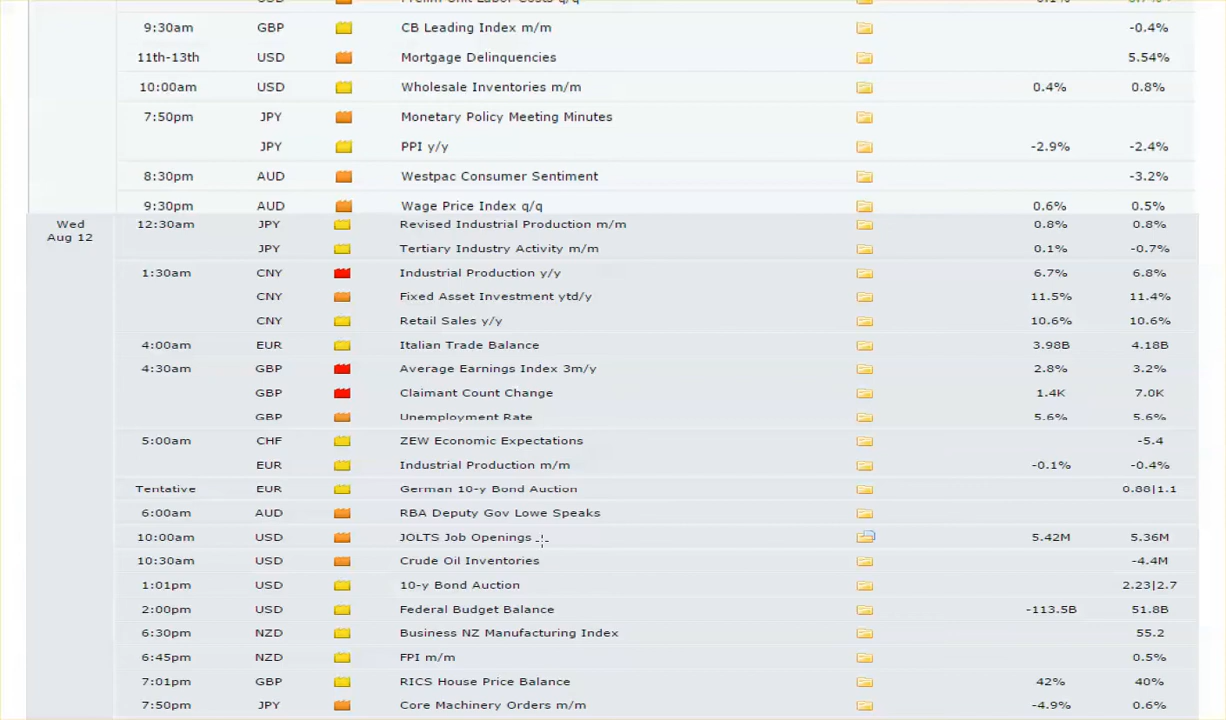 9:30am GBP CB Leading Index m/m -0.4%
11th-13th USD Mortgage Delinquencies 5.54%
10:00am USD Wholesale Inventories m/m 0.4% 0.8%
7:50pm JPY Monetary Policy Meeting Minutes
JPY PPI y/y -2.9% -2.4%
8:30pm AUD Westpac Consumer Sentiment -3.2%
9:30pm AUD Wage Price Index q/q 0.6% 0.5%
Wed 12:30am JPY Revised Industrial Production m/m 0.8% 0.8%
Aug 12 JPY Tertiary Industry Activity m/m 0.1% -0.7%
1:30am CNY Industrial Production y/y 6.7% 6.8%
CNY Fixed Asset Investment ytd/y 11.5% 11.4%
CNY Retail Sales y/y 10.6% 10.6%
4:00am EUR Italian Trade Balance 3.98B 4.18B
4:30am GBP Average Earnings Index 3m/y 2.8% 3.2%
GBP Claimant Count Change 1.4K 7.0K
GBP Unemployment Rate 5.6% 5.6%
5:00am CHF ZEW Economic Expectations -5.4
EUR Industrial Production m/m -0.1% -0.4%
Tentative EUR German 10-y Bond Auction 0.88|1.1
6:00am AUD RBA Deputy Gov Lowe Speaks
10:00am USD JOLTS Job Openings 5.42M 5.36M
10:30am USD Crude Oil Inventories -4.4M
1:01pm USD 10-y Bond Auction 2.23|2.7
2:00pm USD Federal Budget Balance -113.5B 51.8B
6:30pm NZD Business NZ Manufacturing Index 55.2
6:45pm NZD FPI m/m 0.5%
7:01pm GBP RICS House Price Balance 42% 40%
7:50pm JPY Core Machinery Orders m/m -4.9% 0.6%